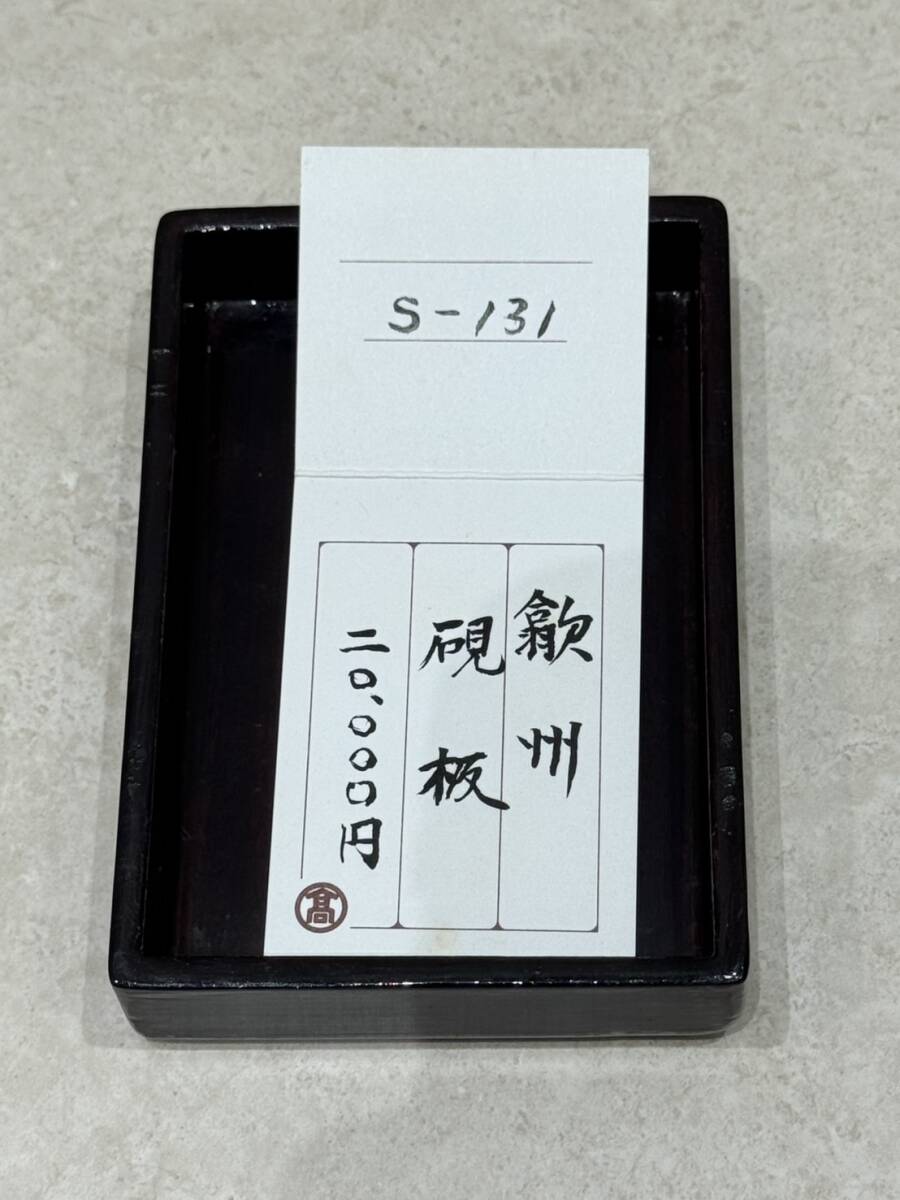 S-131
歙州
硯板
二〇、〇〇〇円
髙